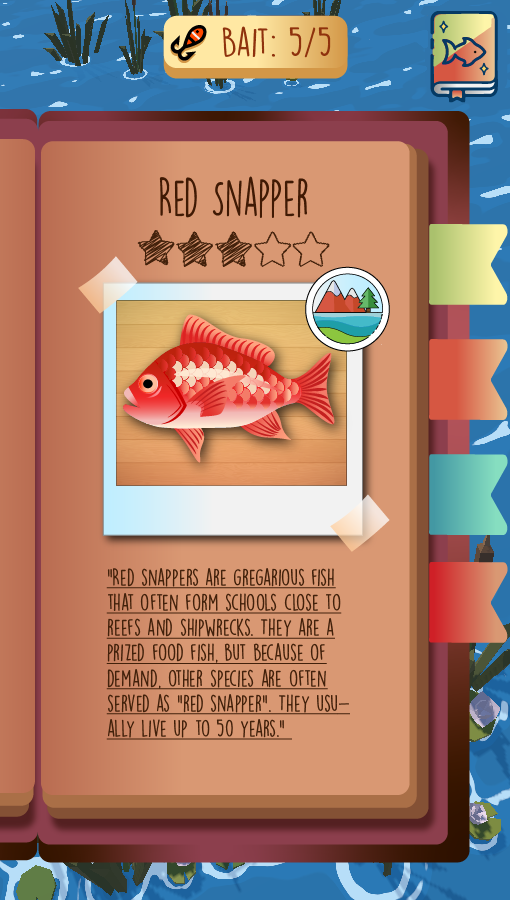 BAIT: 5/5
RED SNAPPER
"RED SNAPPERS ARE GREGARIOUS FISH
THAT OFTEN FORM SCHOOLS CLOSE TO
REEFS AND SHIPWRECKS. THEY ARE A
PRIZED FOOD FISH, BUT BECAUSE OF
DEMAND, OTHER SPECIES ARE OFTEN
SERVED AS "RED SNAPPER". THEY USU-
ALLY LIVE UP TO 50 YEARS."